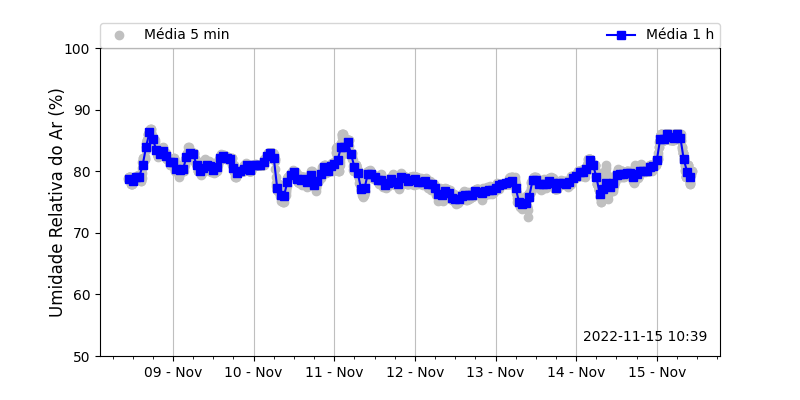 Média 5 min
Média 1 h
Umidade Relativa do Ar (%)
100
90
80
70
60
50
2022-11-15 10:39
09 - Nov
10 - Nov
11 - Nov
12 - Nov
13 - Nov
14 - Nov
15 - Nov